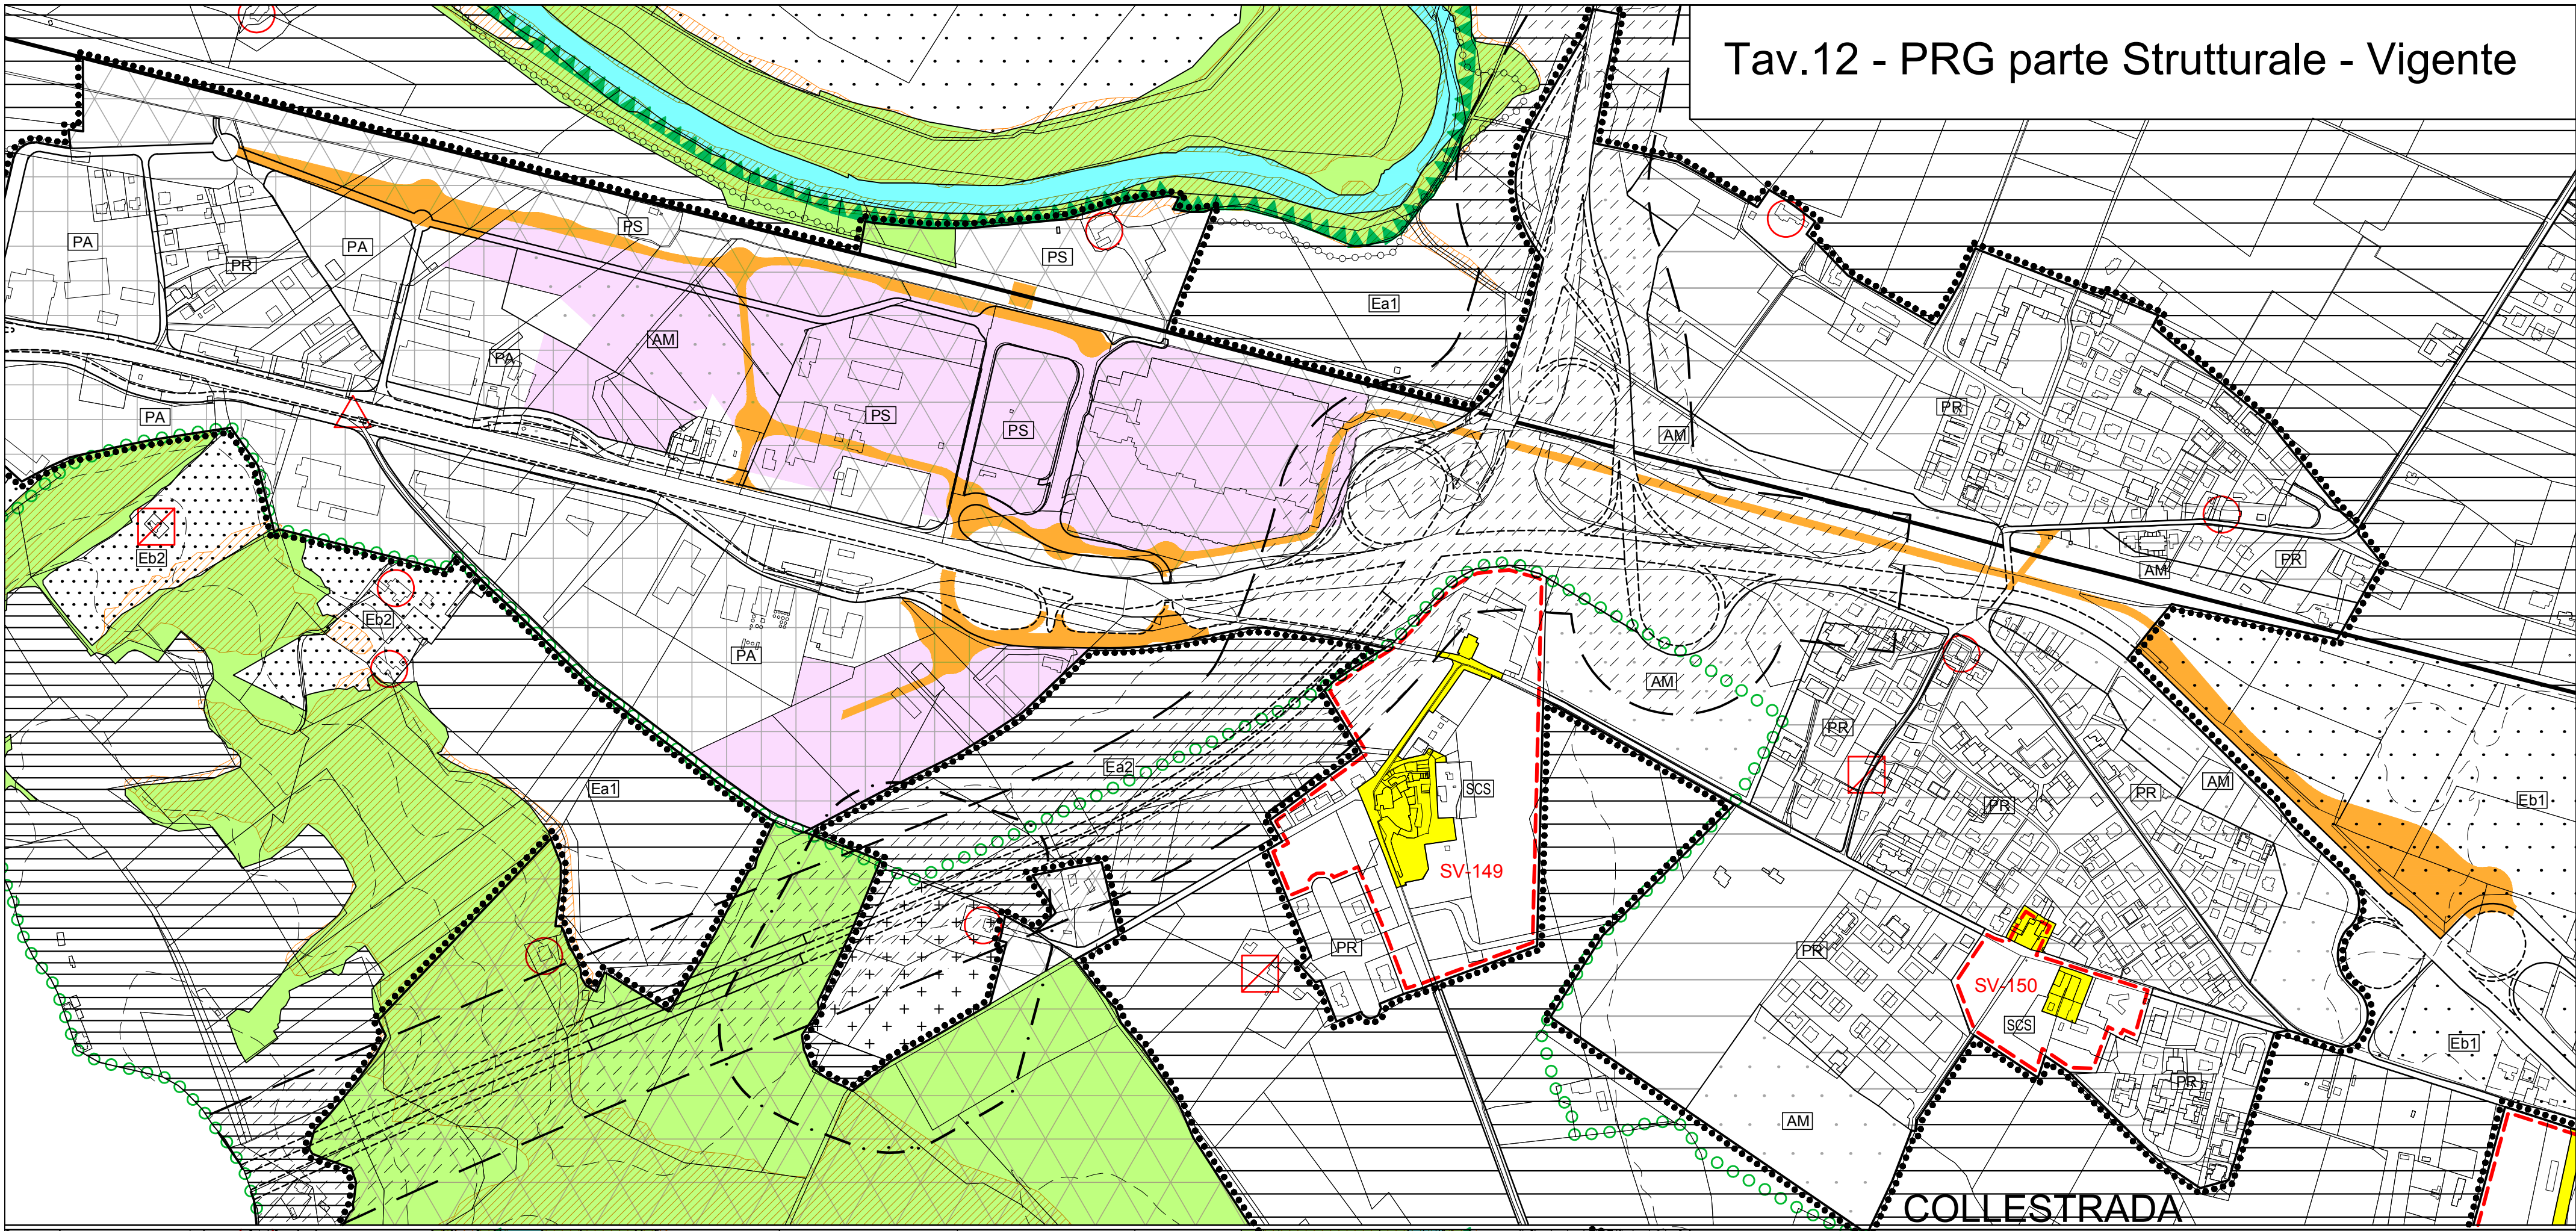 Tav.12 - PRG parte Strutturale - Vigente
PS
PA
PA
PR
PS
Ea1
AM
PA
PA
PS
PS
PR
AM
Eb2
AM
PR
Eb2
PA
AM
PR
Ea2
Ea1
SCS
PR
PR
AM
Eb1
SV-149
PR
PR
SV-150
SCS
Eb1
PR
AM
COLLESTRADA